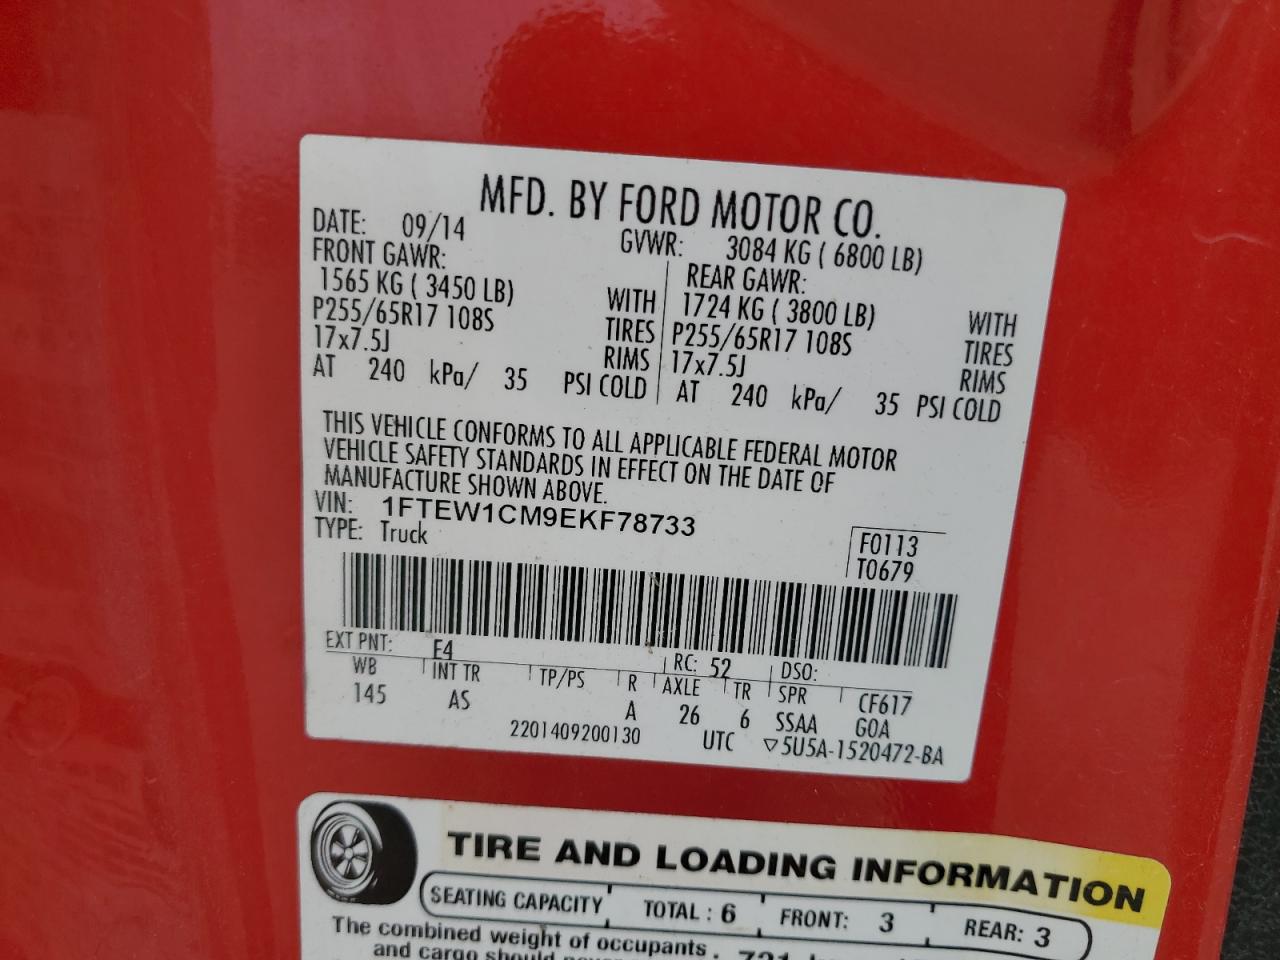 MFD. BY FORD MOTOR CO.
DATE: 09/14 GVWR: 3084 KG ( 6800 LB)
FRONT GAWR: REAR GAWR:
1565 KG ( 3450 LB) WITH 1724 KG ( 3800 LB) WITH
P255/65R17 108S TIRES P255/65R17 108S TIRES
17x7.5J RIMS 17x7.5J RIMS
AT 240 kPa/ 35 PSI COLD AT 240 kPa/ 35 PSI COLD
THIS VEHICLE CONFORMS TO ALL APPLICABLE FEDERAL MOTOR
VEHICLE SAFETY STANDARDS IN EFFECT ON THE DATE OF
MANUFACTURE SHOWN ABOVE.
VIN: 1FTEW1CM9EKF78733
TYPE: Truck
F0113
T0679
EXT PNT: E4 RC: 52 DSO:
WB INT TR TP/PS R AXLE TR SPR CF617
145 AS A 26 6 SSAA GOA
2201409200130 UTC ▽5U5A-1520472-BA
TIRE AND LOADING INFORMATION
SEATING CAPACITY TOTAL : 6 FRONT: 3 REAR: 3
The combined weight of occupants
and cargo should